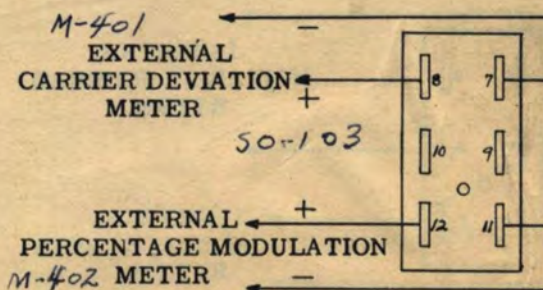 M-401
−
EXTERNAL
CARRIER DEVIATION
METER
+
8
7
SO-103
10
9
EXTERNAL
+
12
11
PERCENTAGE MODULATION
M-402 METER
−